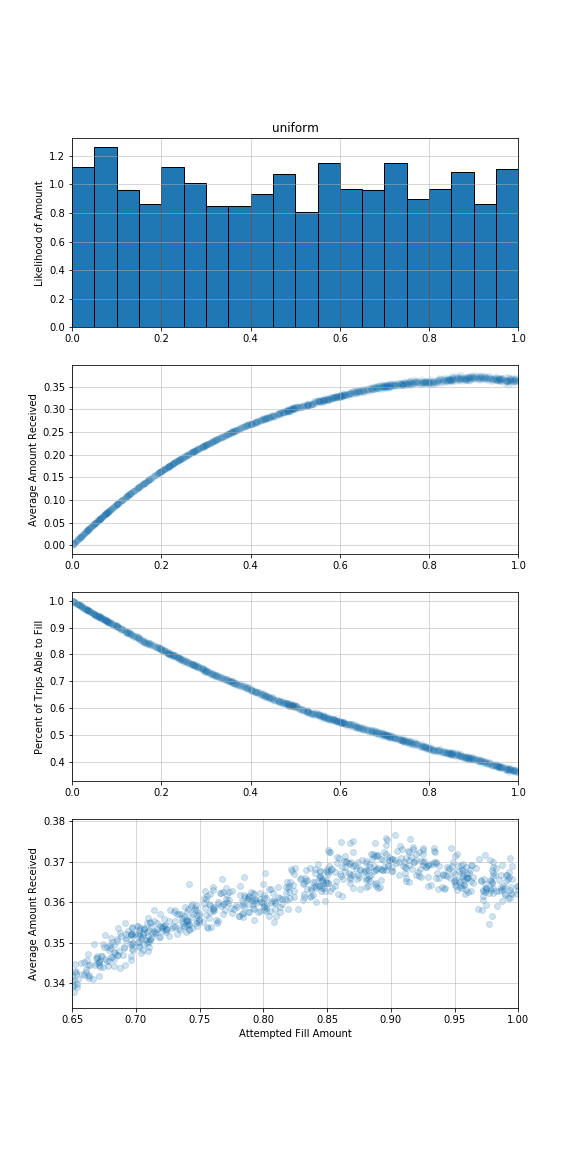 uniform
1.2
1.0
0.8
0.6
0.4
0.2
0.0
Likelihood of Amount
0.0 0.2 0.4 0.6 0.8 1.0
0.35
0.30
0.25
0.20
0.15
0.10
0.05
0.00
Average Amount Received
0.0 0.2 0.4 0.6 0.8 1.0
1.0
0.9
0.8
0.7
0.6
0.5
0.4
Percent of Trips Able to Fill
0.0 0.2 0.4 0.6 0.8 1.0
0.38
0.37
0.36
0.35
0.34
Average Amount Received
0.65 0.70 0.75 0.80 0.85 0.90 0.95 1.00
Attempted Fill Amount